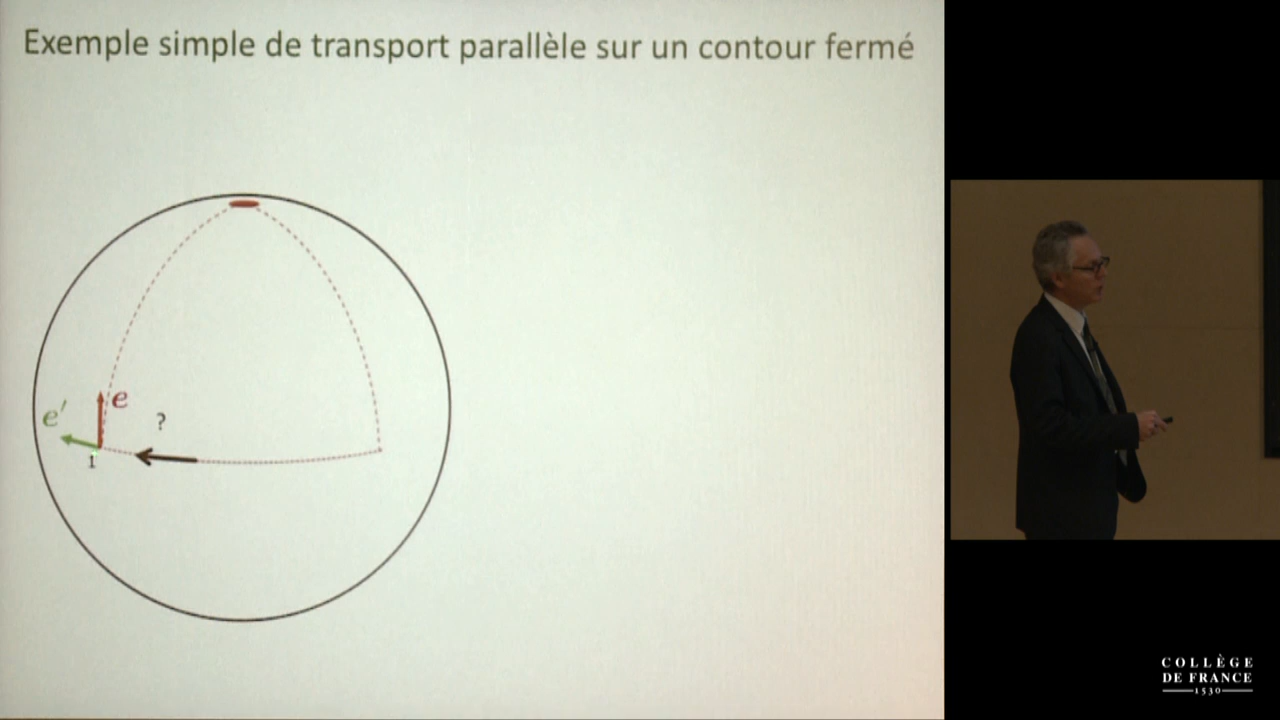 Exemple simple de transport parallèle sur un contour fermé
e
e'
?
1
COLLÈGE
DE FRANCE
1530